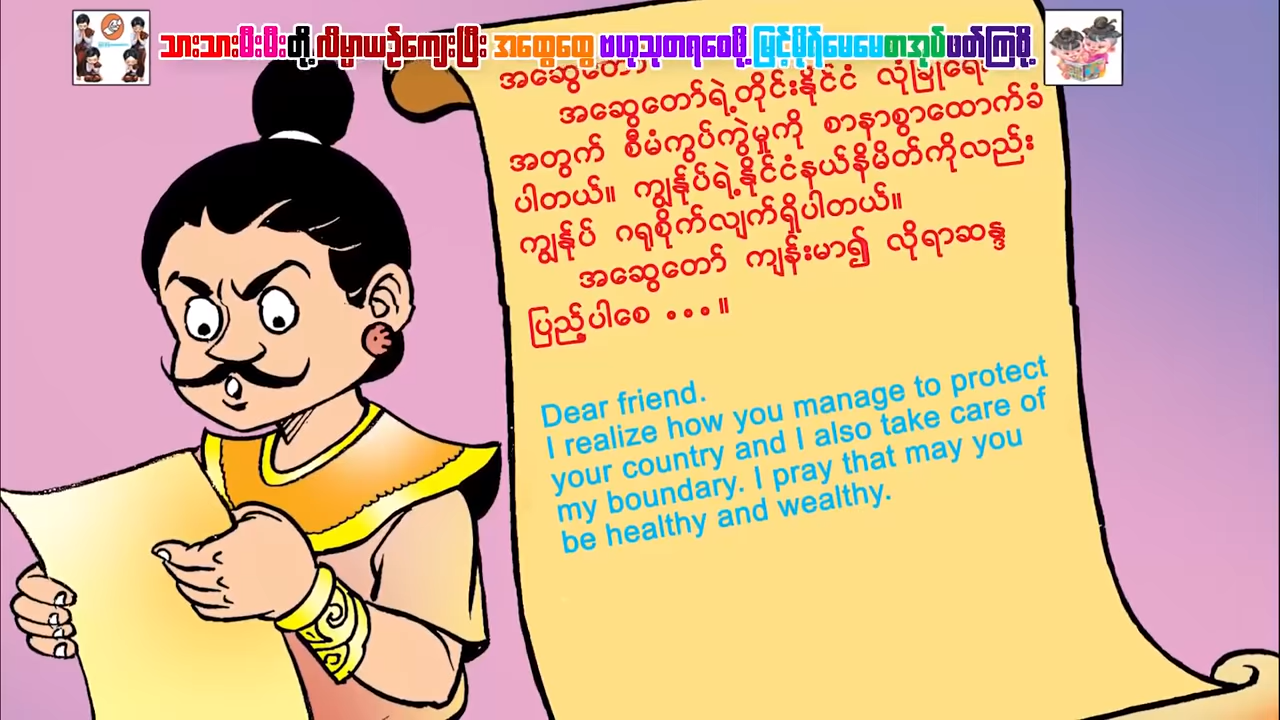 သားသားမီးမီးတို့ လိမ္မာယဉ်ကျေးပြီး အထွေထွေ ဗဟုသုတရစေဖို့ မြင့်မိုရ်မေမေစာအုပ်ဖတ်ကြစို့
အဆွေတော်
အဆွေတော်ရဲ့တိုင်းနိုင်ငံ လုံခြုံရေး
အတွက် စီမံကွပ်ကွဲမှုကို စာနာစွာထောက်ခံ
ပါတယ်။ ကျွန်ုပ်ရဲ့နိုင်ငံနယ်နိမိတ်ကိုလည်း
ကျွန်ုပ် ဂရုစိုက်လျက်ရှိပါတယ်။
အဆွေတော် ကျန်းမာ၍ လိုရာဆန္ဒ
ပြည့်ပါစေ ...။
Dear friend.
I realize how you manage to protect
your country and I also take care of
my boundary. I pray that may you
be healthy and wealthy.